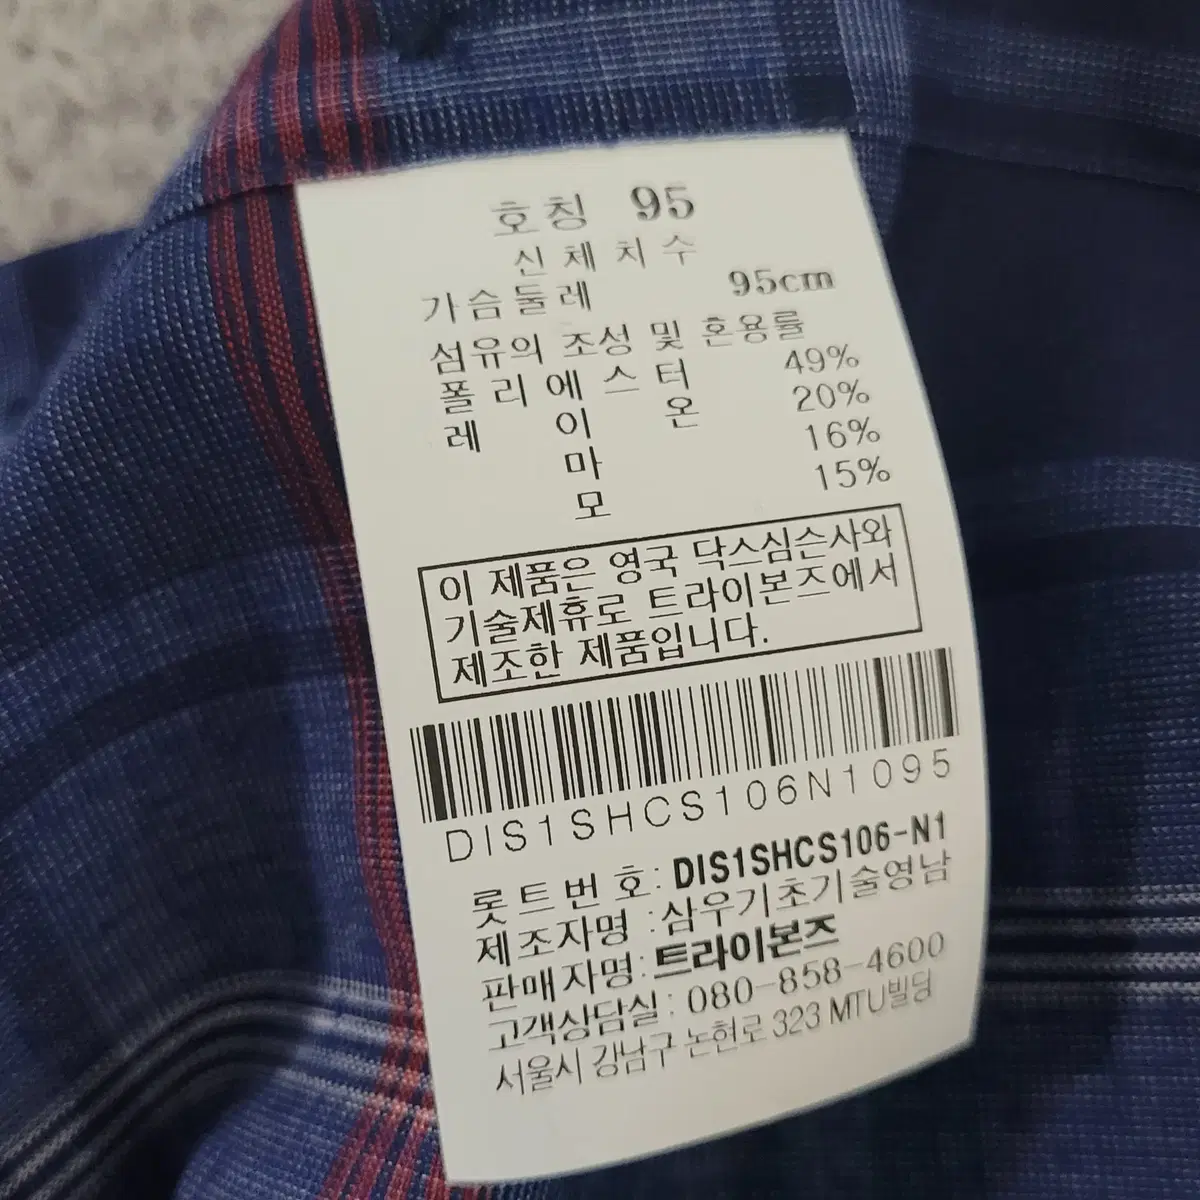 호칭 95
신체치수
가슴둘레 95cm
섬유의 조성 및 혼용률
폴리에스터 49%
레이온 20%
마 16%
모 15%
이 제품은 영국 닥스심슨사와
기술제휴로 트라이본즈에서
제조한 제품입니다.
DIS1SHCS106N1095
롯트번호: DIS1SHCS106-N1
제조자명 :삼우기초기술영남
판매자명:트라이본즈
고객상담실: 080-858-4600
서울시 강남구 논현로 323 MTU빌딩